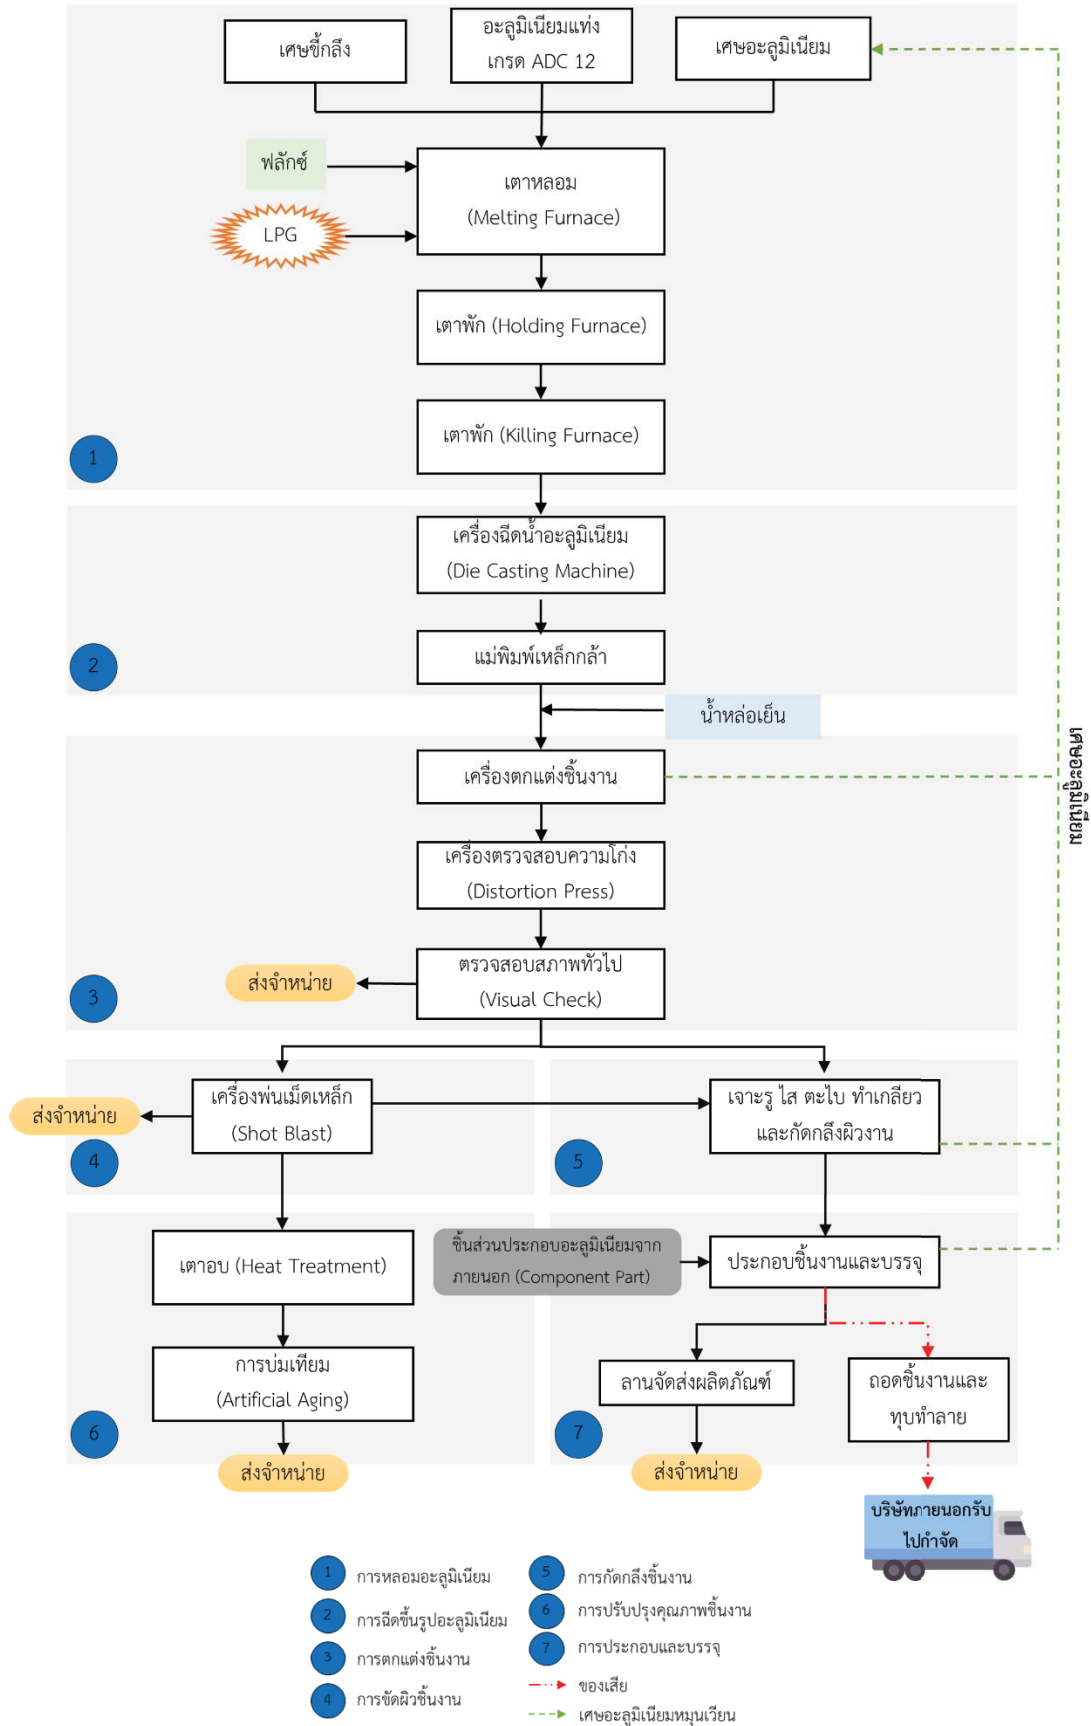 เศษขี้กลึง
อะลูมิเนียมแท่ง
เกรด ADC 12
เศษอะลูมิเนียม
ฟลักซ์
LPG
เตาหลอม
(Melting Furnace)
เตาพัก (Holding Furnace)
เตาพัก (Killing Furnace)
1
เครื่องฉีดน้ำอะลูมิเนียม
(Die Casting Machine)
แม่พิมพ์เหล็กกล้า
2
น้ำหล่อเย็น
เศษอะลูมิเนียม
เครื่องตกแต่งชิ้นงาน
เครื่องตรวจสอบความโก่ง
(Distortion Press)
ตรวจสอบสภาพทั่วไป
(Visual Check)
ส่งจำหน่าย
3
เครื่องพ่นเม็ดเหล็ก
(Shot Blast)
ส่งจำหน่าย
4
เจาะรู ไส ตะไบ ทำเกลียว
และกัดกลึงผิวงาน
5
เตาอบ (Heat Treatment)
การบ่มเทียม
(Artificial Aging)
6
ส่งจำหน่าย
ชิ้นส่วนประกอบอะลูมิเนียมจาก
ภายนอก (Component Part)
ประกอบชิ้นงานและบรรจุ
ลานจัดส่งผลิตภัณฑ์
ถอดชิ้นงานและ
ทุบทำลาย
7
ส่งจำหน่าย
บริษัทภายนอกรับ
ไปกำจัด
1 การหลอมอะลูมิเนียม
2 การฉีดขึ้นรูปอะลูมิเนียม
3 การตกแต่งชิ้นงาน
4 การขัดผิวชิ้นงาน
5 การกัดกลึงชิ้นงาน
6 การปรับปรุงคุณภาพชิ้นงาน
7 การประกอบและบรรจุ
ของเสีย
เศษอะลูมิเนียมหมุนเวียน